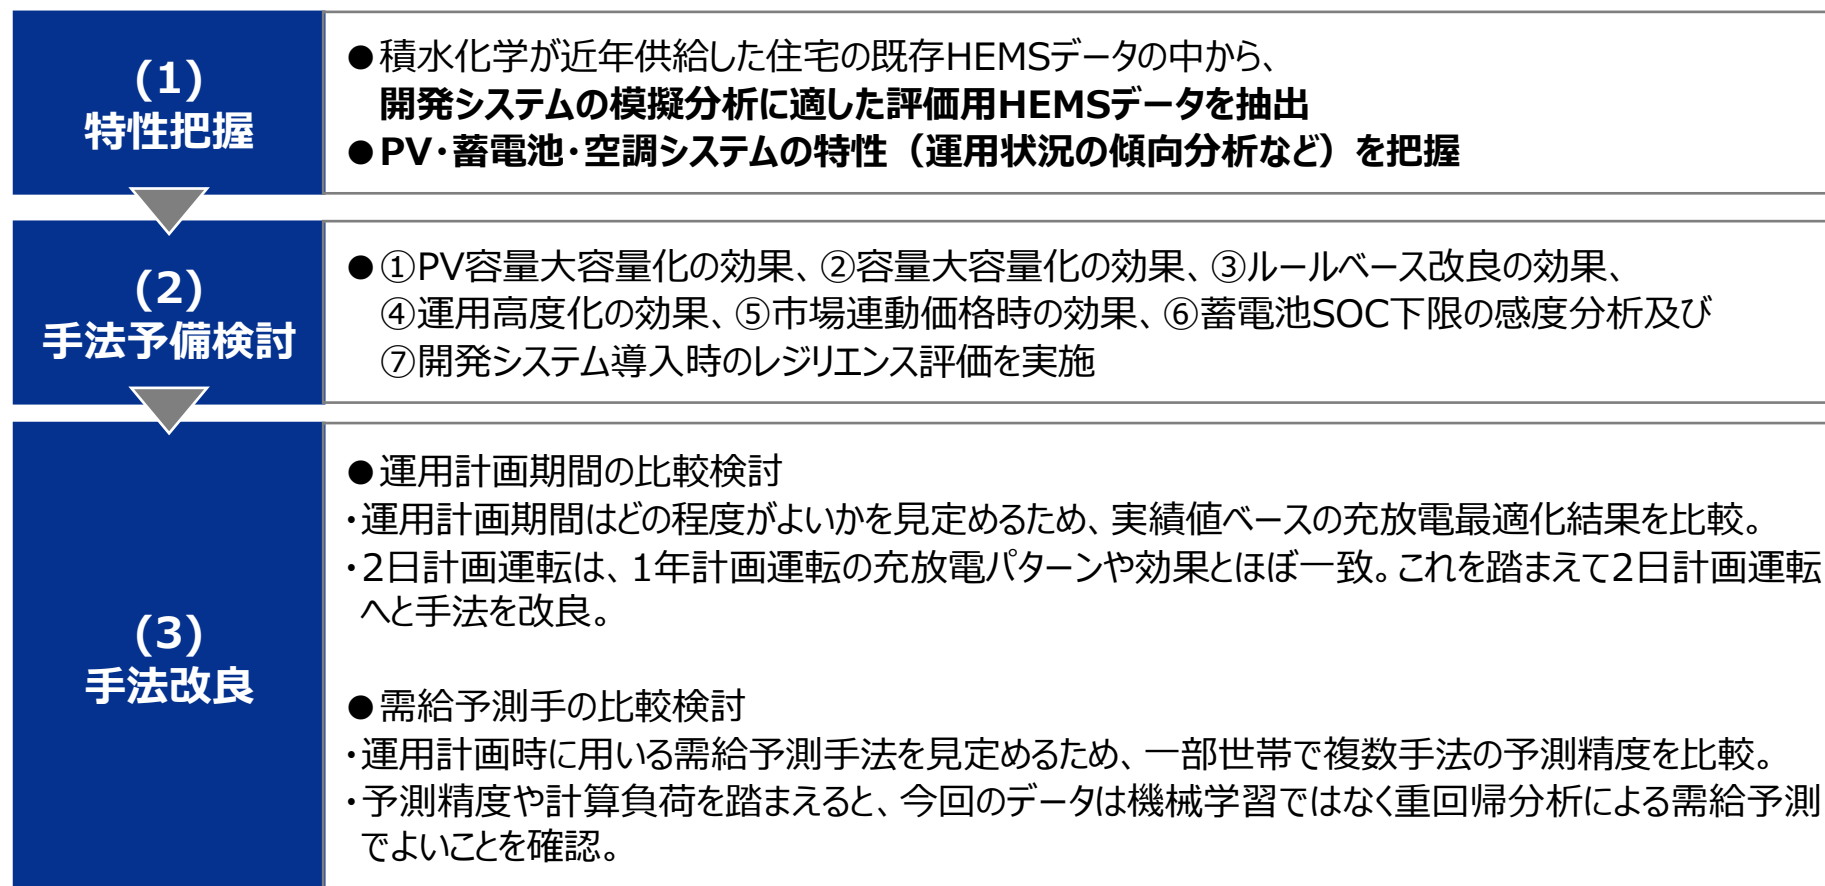 (1)
特性把握
●積水化学が近年供給した住宅の既存HEMSデータの中から、
開発システムの模擬分析に適した評価用HEMSデータを抽出
●PV・蓄電池・空調システムの特性（運用状況の傾向分析など）を把握
(2)
手法予備検討
●①PV容量大容量化の効果、②容量大容量化の効果、③ルールベース改良の効果、
④運用高度化の効果、⑤市場連動価格時の効果、⑥蓄電池SOC下限の感度分析及び
⑦開発システム導入時のレジリエンス評価を実施
(3)
手法改良
●運用計画期間の比較検討
・運用計画期間はどの程度がよいかを見定めるため、実績値ベースの充放電最適化結果を比較。
・2日計画運転は、1年計画運転の充放電パターンや効果とほぼ一致。これを踏まえて2日計画運転
へと手法を改良。
●需給予測手の比較検討
・運用計画時に用いる需給予測手法を見定めるため、一部世帯で複数手法の予測精度を比較。
・予測精度や計算負荷を踏まえると、今回のデータは機械学習ではなく重回帰分析による需給予測
でよいことを確認。